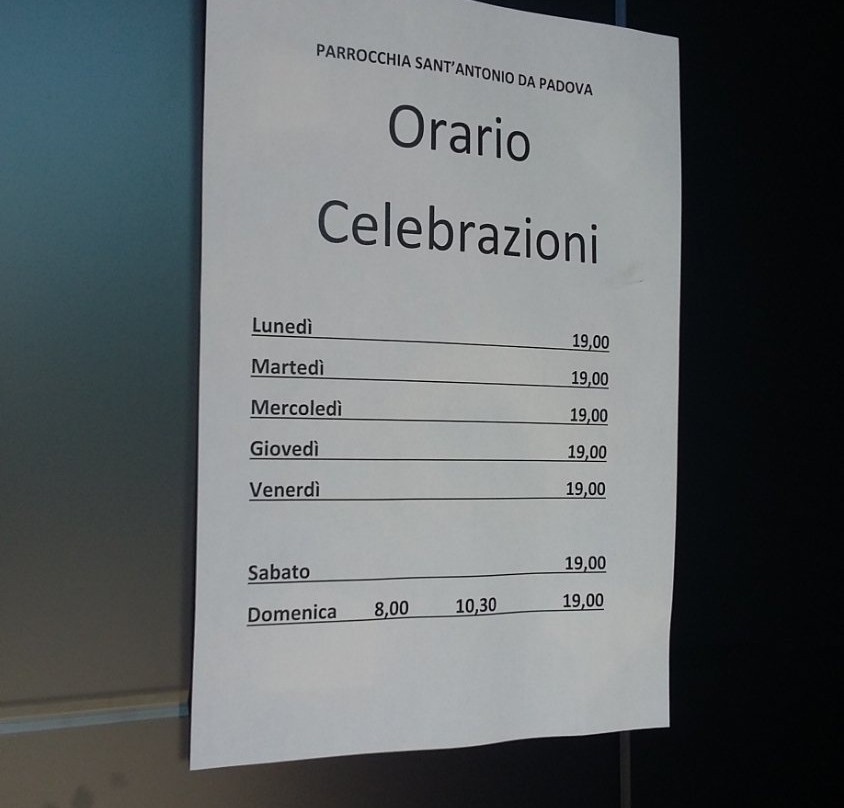 PARROCCHIA SANT'ANTONIO DA PADOVA
Orario
Celebrazioni
Lunedì 19,00
Martedì 19,00
Mercoledì 19,00
Giovedì 19,00
Venerdì 19,00
Sabato 19,00
Domenica 8,00 10,30 19,00